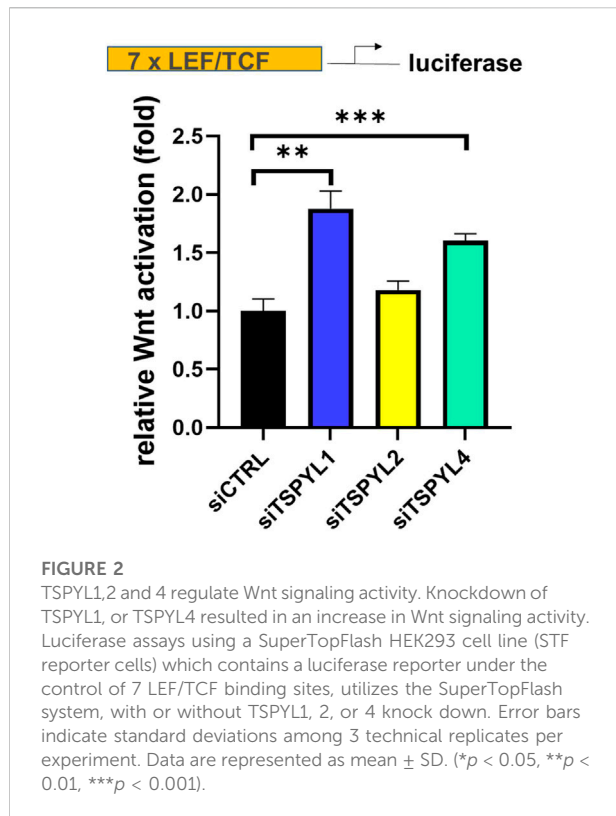 7 x LEF/TCF
luciferase
relative Wnt activation (fold)
2.5
2.0
1.5
1.0
0.5
0.0
**
***
siCTRL
siTSPYL1
siTSPYL2
siTSPYL4
FIGURE 2
TSPYL1,2 and 4 regulate Wnt signaling activity. Knockdown of
TSPYL1, or TSPYL4 resulted in an increase in Wnt signaling activity.
Luciferase assays using a SuperTopFlash HEK293 cell line (STF
reporter cells) which contains a luciferase reporter under the
control of 7 LEF/TCF binding sites, utilizes the SuperTopFlash
system, with or without TSPYL1, 2, or 4 knock down. Error bars
indicate standard deviations among 3 technical replicates per
experiment. Data are represented as mean ± SD. (*p < 0.05, **p <
0.01, ***p < 0.001).